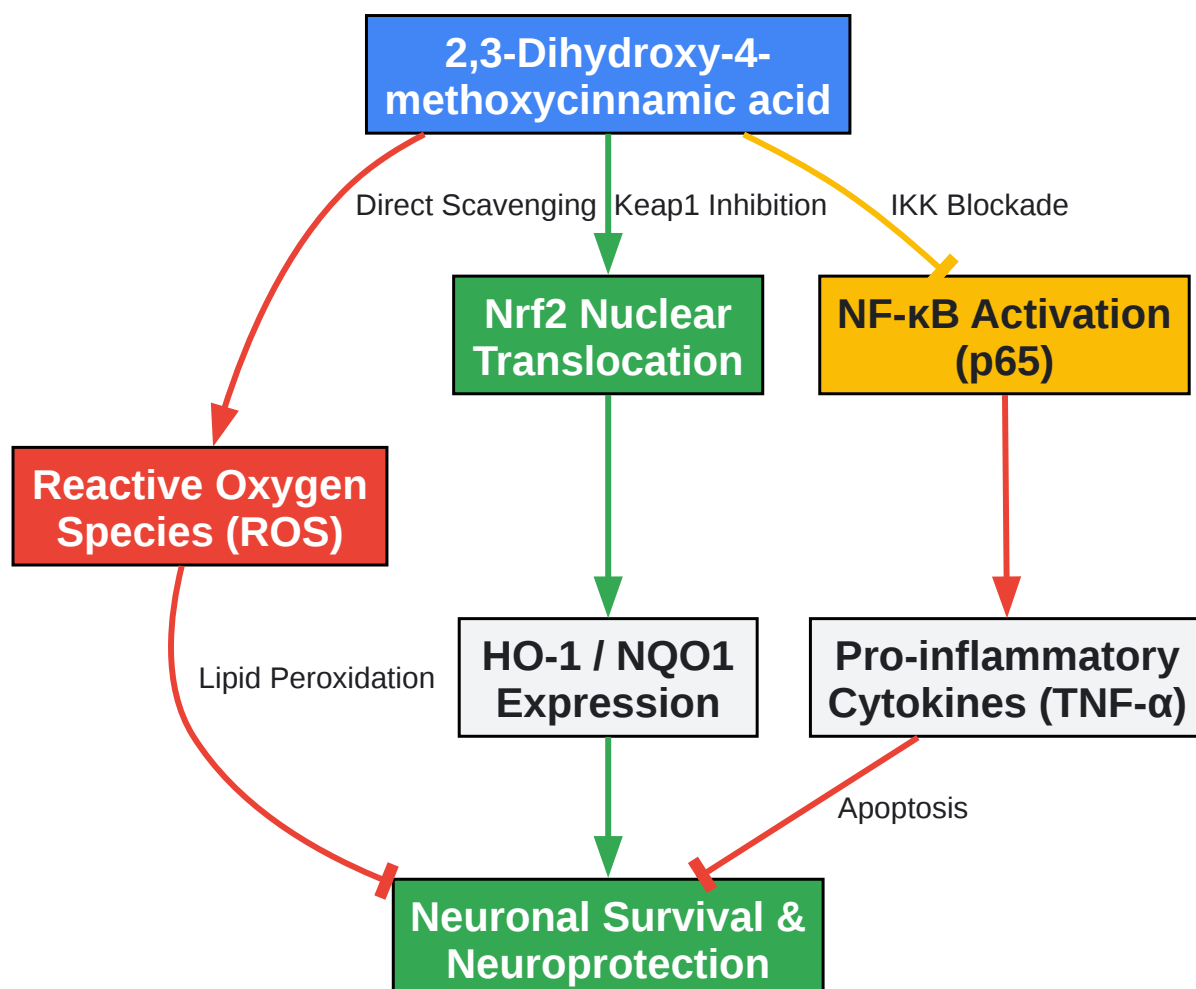 2,3-Dihydroxy-4-
methoxycinnamic acid
Direct Scavenging
Keap1 Inhibition
IKK Blockade
Nrf2 Nuclear
Translocation
NF-κB Activation
(p65)
Reactive Oxygen
Species (ROS)
HO-1 / NQO1
Expression
Pro-inflammatory
Cytokines (TNF-α)
Lipid Peroxidation
Apoptosis
Neuronal Survival &
Neuroprotection